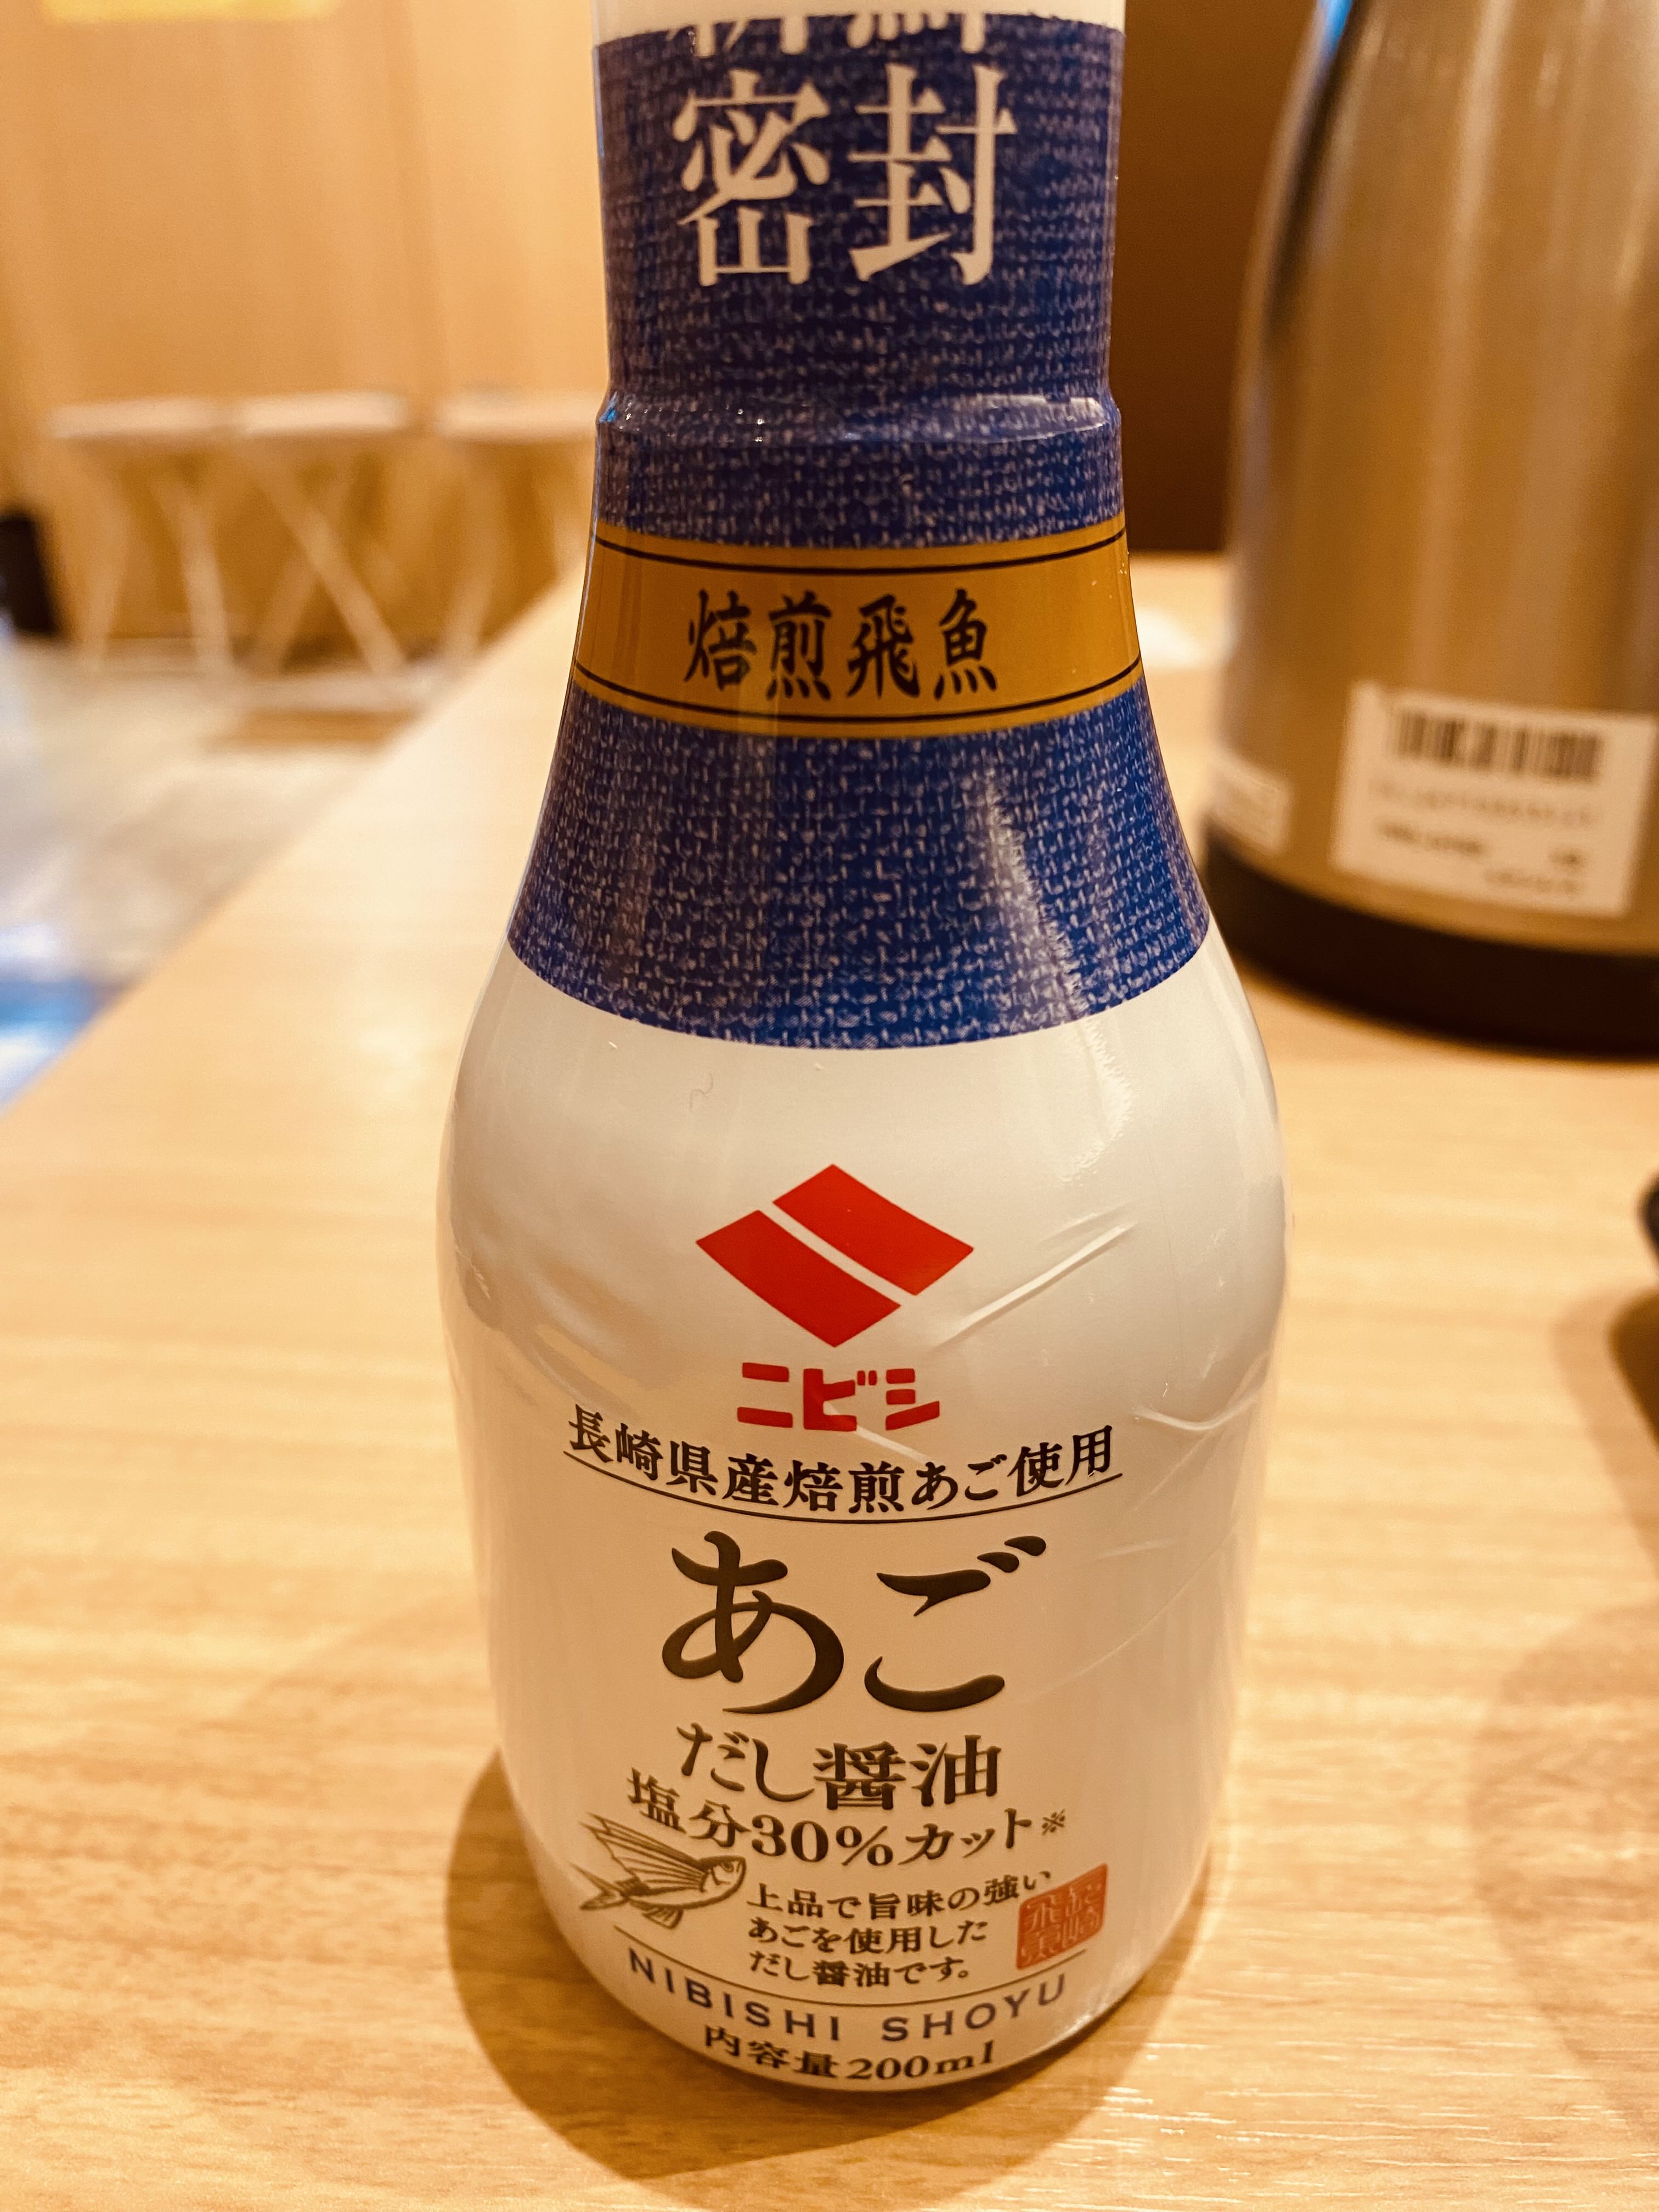 密封
焙煎飛魚
ニビシ
長崎県産焙煎あご使用
あご
だし醤油
塩分30%カット※
上品で旨味の強い
あごを使用した
だし醤油です。
NIBISHI SHOYU
内容量200ml